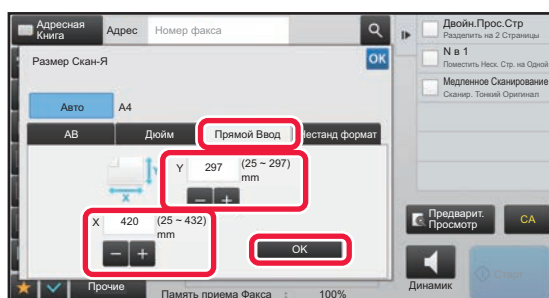 Адресная
Книга
Адрес
Номер факса
Двойн.Прос.Стр
Разделить на 2 Страницы
N в 1
Поместить Неск. Стр. на Одной
Медленное Сканирование
Сканир. Тонкий Оригинал
Размер Скан-Я
OK
Авто
A4
AB
Дюйм
Прямой Ввод
Нестанд формат
Y
Y 297 (25 ~ 297)
mm
X
X 420 (25 ~ 432)
mm
OK
Предварит.
Просмотр
CA
Прочие
Память приема Факса : 100%
Динамик
Старт